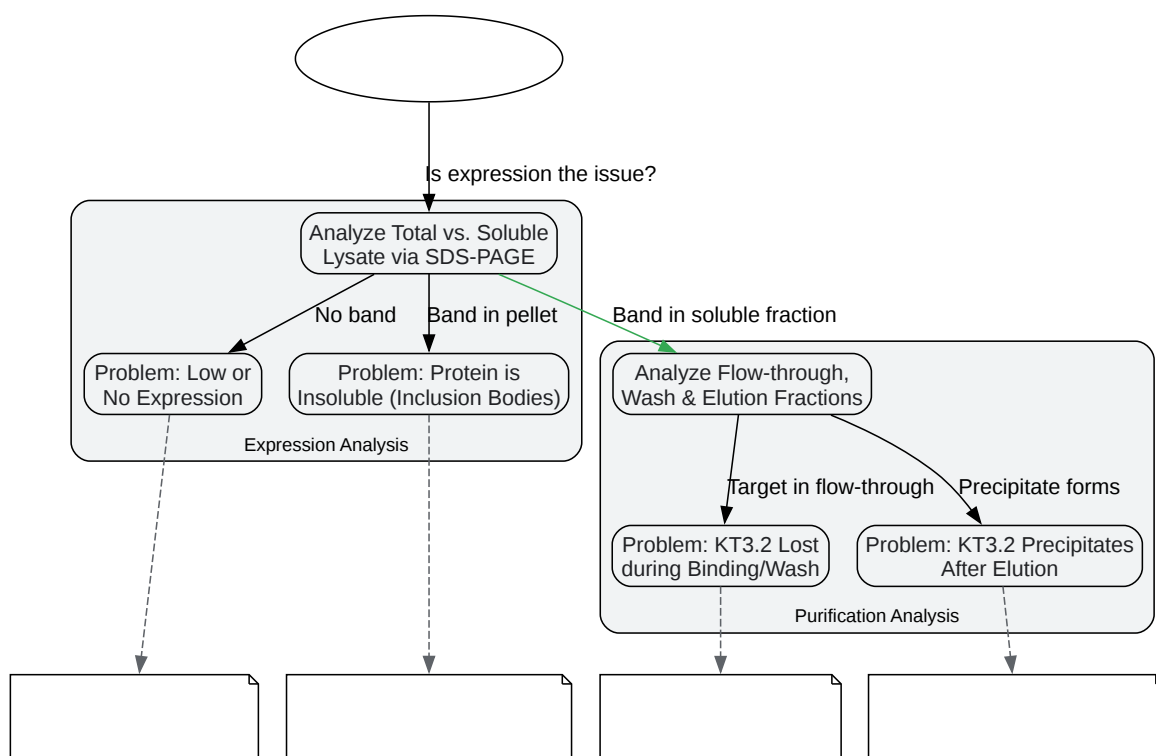 Is expression the issue?
Analyze Total vs. Soluble
Lysate via SDS-PAGE
No band
Band in pellet
Band in soluble fraction
Problem: Low or
No Expression
Problem: Protein is
Insoluble (Inclusion Bodies)
Analyze Flow-through,
Wash & Elution Fractions
Expression Analysis
Target in flow-through
Precipitate forms
Problem: KT3.2 Lost
during Binding/Wash
Problem: KT3.2 Precipitates
After Elution
Purification Analysis